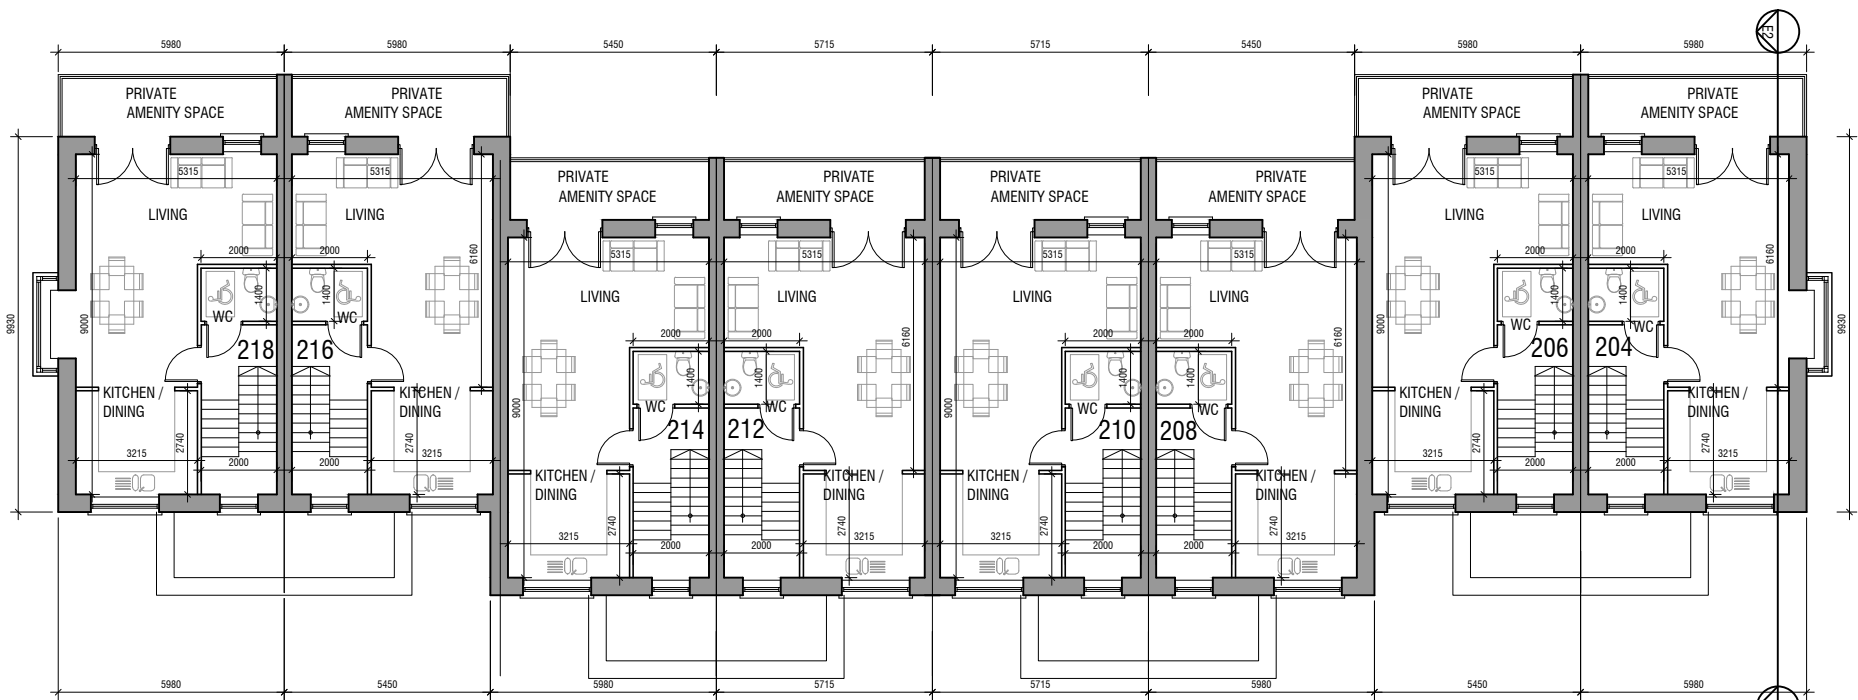 5980 5980 5450 5715 5715 5450 5980 5980
E2
PRIVATE
AMENITY SPACE
PRIVATE
AMENITY SPACE
PRIVATE
AMENITY SPACE
PRIVATE
AMENITY SPACE
PRIVATE
AMENITY SPACE
PRIVATE
AMENITY SPACE
PRIVATE
AMENITY SPACE
PRIVATE
AMENITY SPACE
9930
5315
LIVING
2000
9000
1400
WC
218
KITCHEN /
DINING
3215
2740
2000
5315
LIVING
2000
6160
1400
WC
216
KITCHEN /
DINING
2000
2740
3215
5315
LIVING
2000
9000
1400
WC
214
KITCHEN /
DINING
3215
2740
2000
5315
LIVING
2000
6160
1400
WC
212
KITCHEN /
DINING
2000
2740
3215
5315
LIVING
2000
9000
1400
WC
210
KITCHEN /
DINING
3215
2740
2000
5315
LIVING
2000
6160
1400
WC
208
KITCHEN /
DINING
2000
2740
3215
5315
LIVING
2000
9000
1400
WC
206
KITCHEN /
DINING
3215
2740
2000
5315
LIVING
2000
6160
1400
WC
204
KITCHEN /
DINING
2000
2740
3215
9930
5980 5450 5980 5715 5715 5980 5450 5980